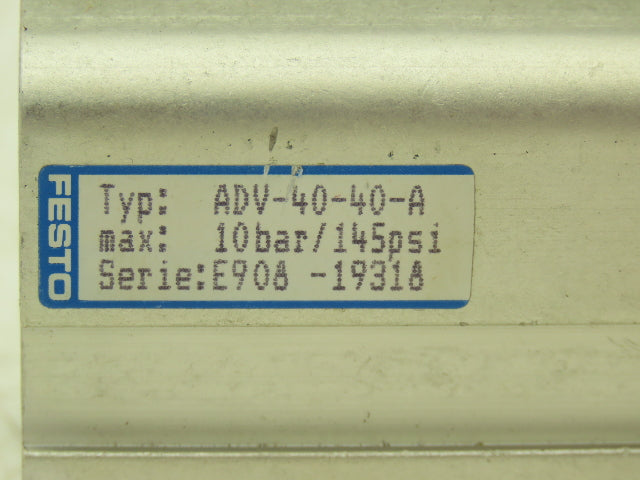 FESTO
Typ: ADV-40-40-A
max: 10bar/145psi
Serie:E908 -19318